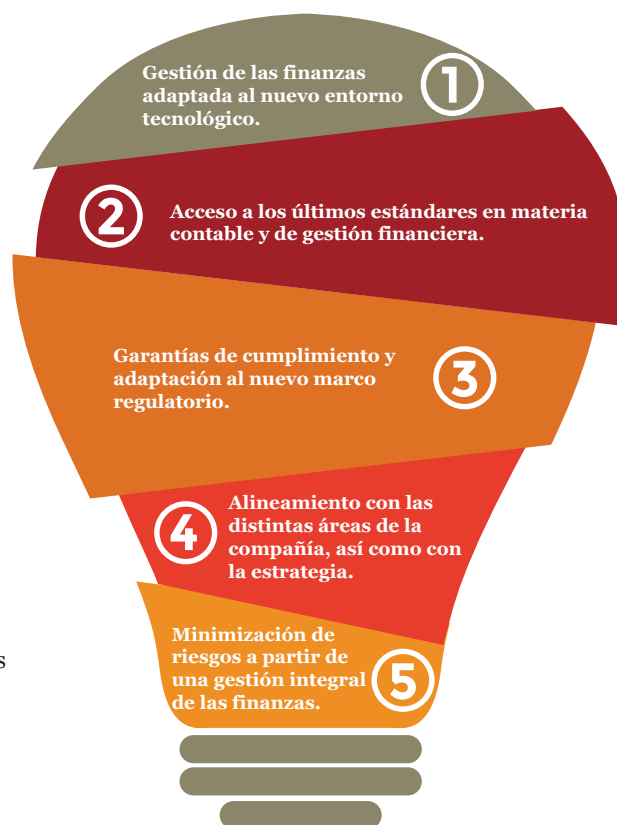 Gestión de las finanzas
adaptada al nuevo entorno
tecnológico.
1
2
Acceso a los últimos estándares en materia
contable y de gestión financiera.
Garantías de cumplimiento y
adaptación al nuevo marco
regulatorio.
3
4
Alineamiento con las
distintas áreas de la
compañía, así como con
la estrategia.
s
Minimización de
riesgos a partir de
una gestión integral
de las finanzas.
5